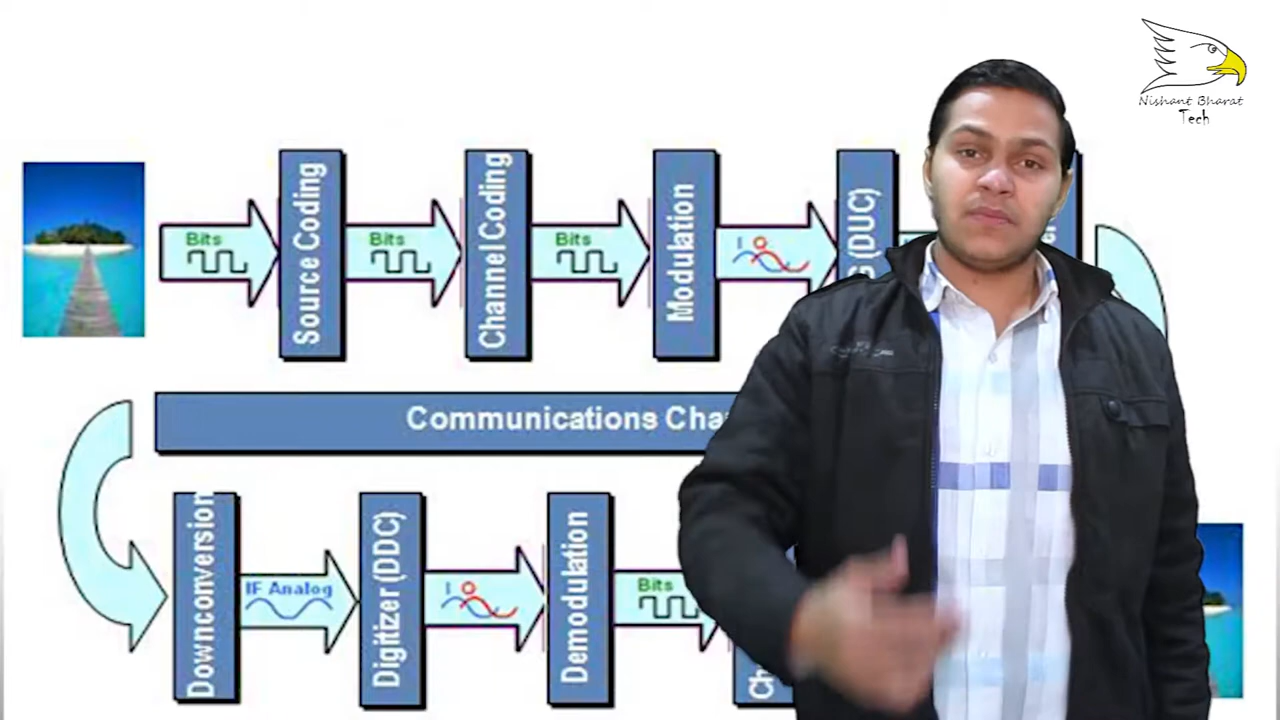 Nishant Bharat
Tech
Bits
Source Coding
Bits
Channel Coding
Bits
Modulation
I Q
(DUC)
Communications Cha
Downconversion
IF Analog
Digitizer (DDC)
I Q
Demodulation
Bits
Ch